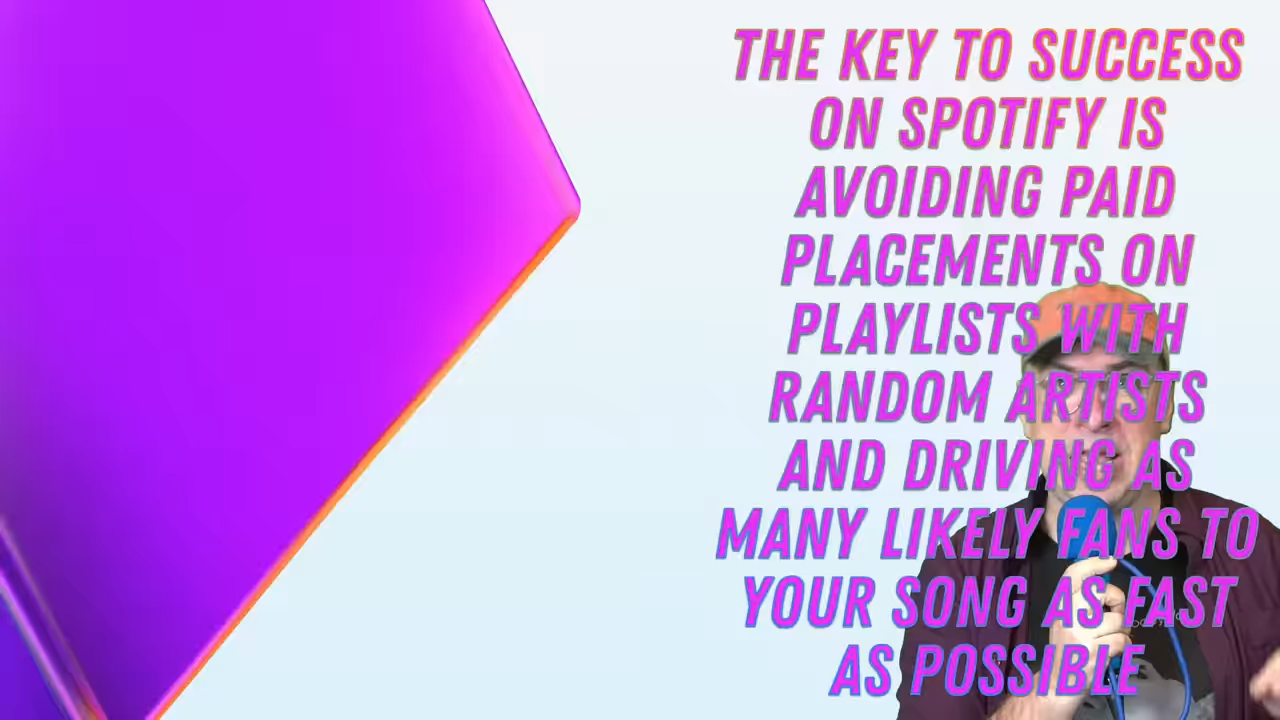 THE KEY TO SUCCESS
ON SPOTIFY IS
AVOIDING PAID
PLACEMENTS ON
PLAYLISTS WITH
RANDOM ARTISTS
AND DRIVING AS
MANY LIKELY FANS TO
YOUR SONG AS FAST
AS POSSIBLE